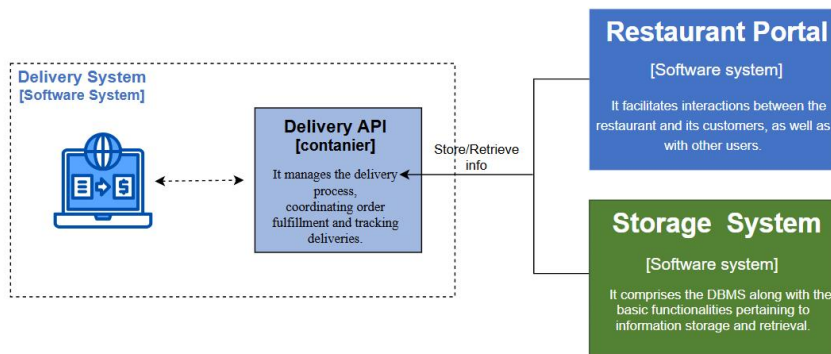 Delivery System
[Software System]
Delivery API
[contanier]
It manages the delivery
process,
coordinating order
fulfillment and tracking
deliveries.
Store/Retrieve
info
Restaurant Portal
[Software system]
It facilitates interactions between the
restaurant and its customers, as well as
with other users.
Storage System
[Software system]
It comprises the DBMS along with the
basic functionalities pertaining to
information storage and retrieval.